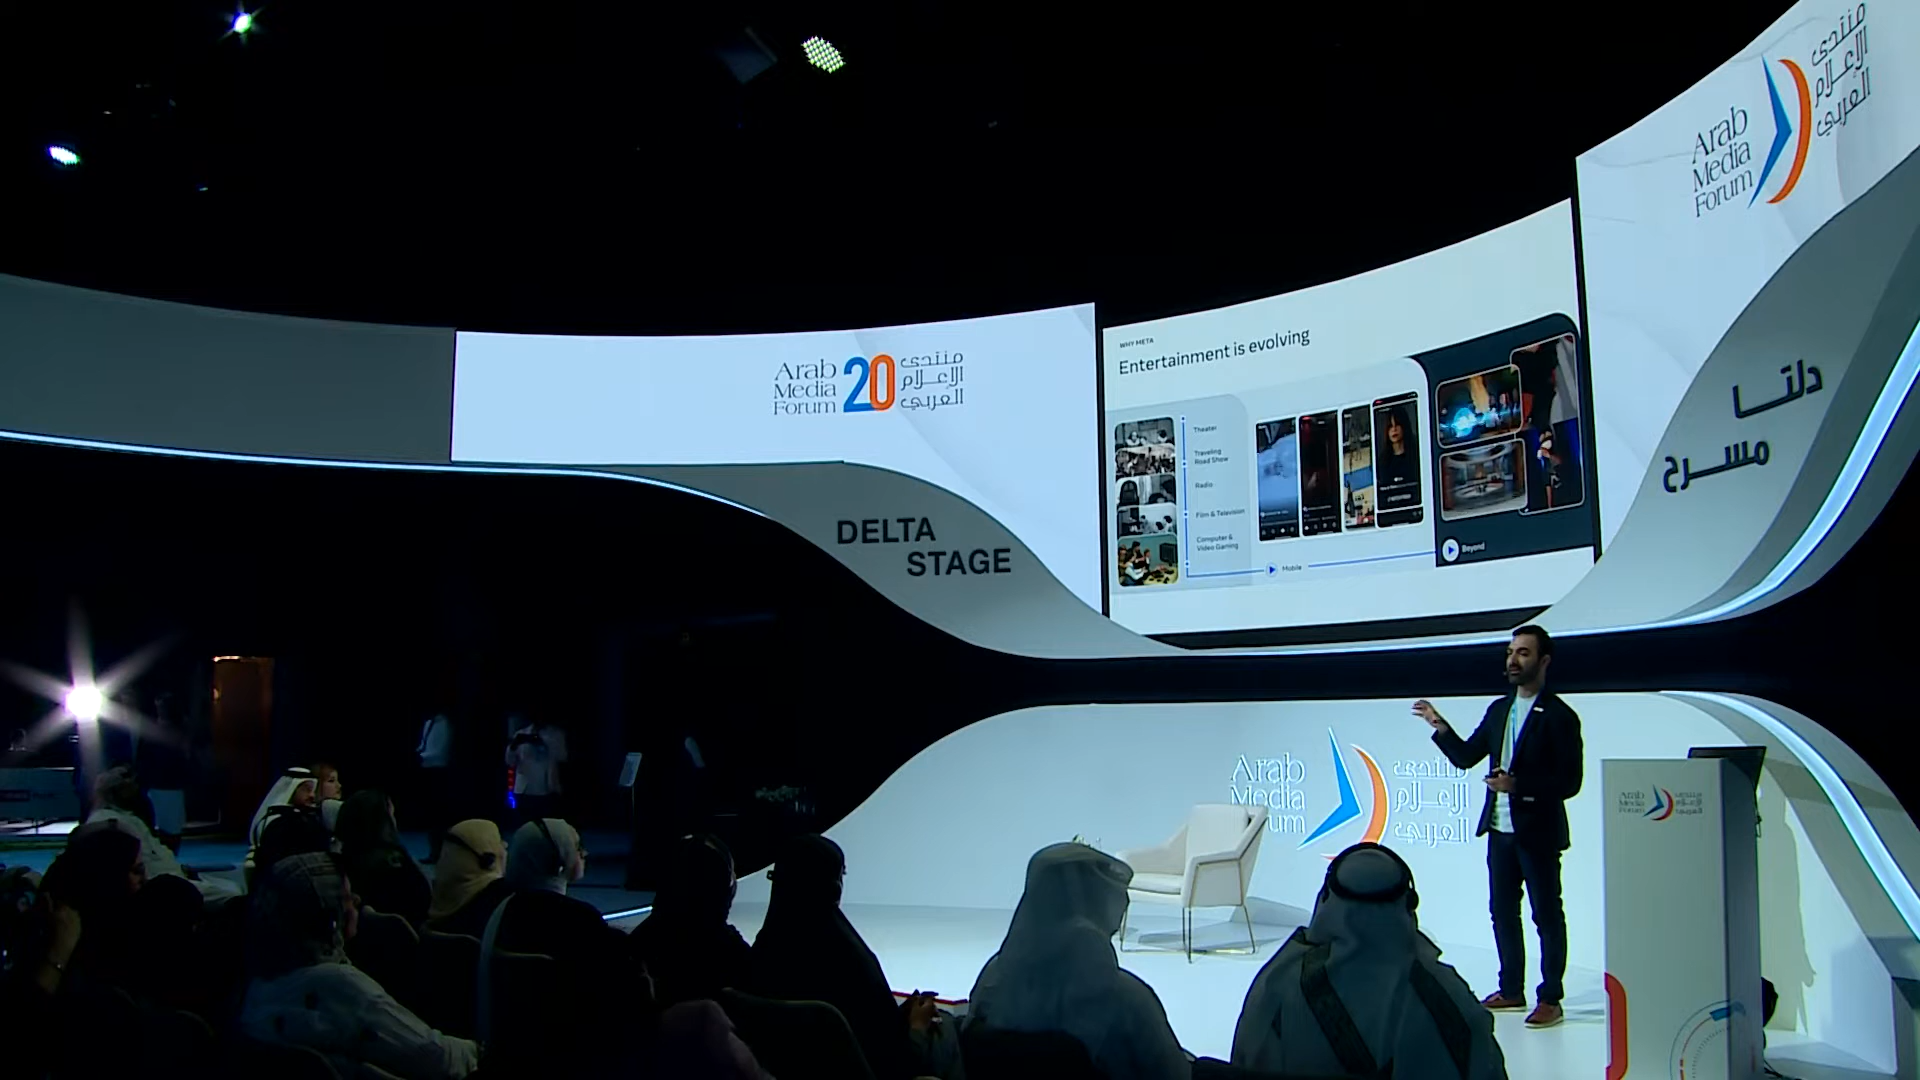 Arab
Media
Forum
منتدى
الإعلام
العربي
Arab
Media
Forum
20
منتدى
الإعلام
العربي
WHY META
Entertainment is evolving
Theater
Traveling
Road Show
Radio
Film & Television
Computer &
Video Gaming
Mobile
Beyond
DELTA
STAGE
دلتا
مسرح
Arab
Media
Forum
منتدى
الإعلام
العربي
Arab
Media
Forum
منتدى
الإعلام
العربي